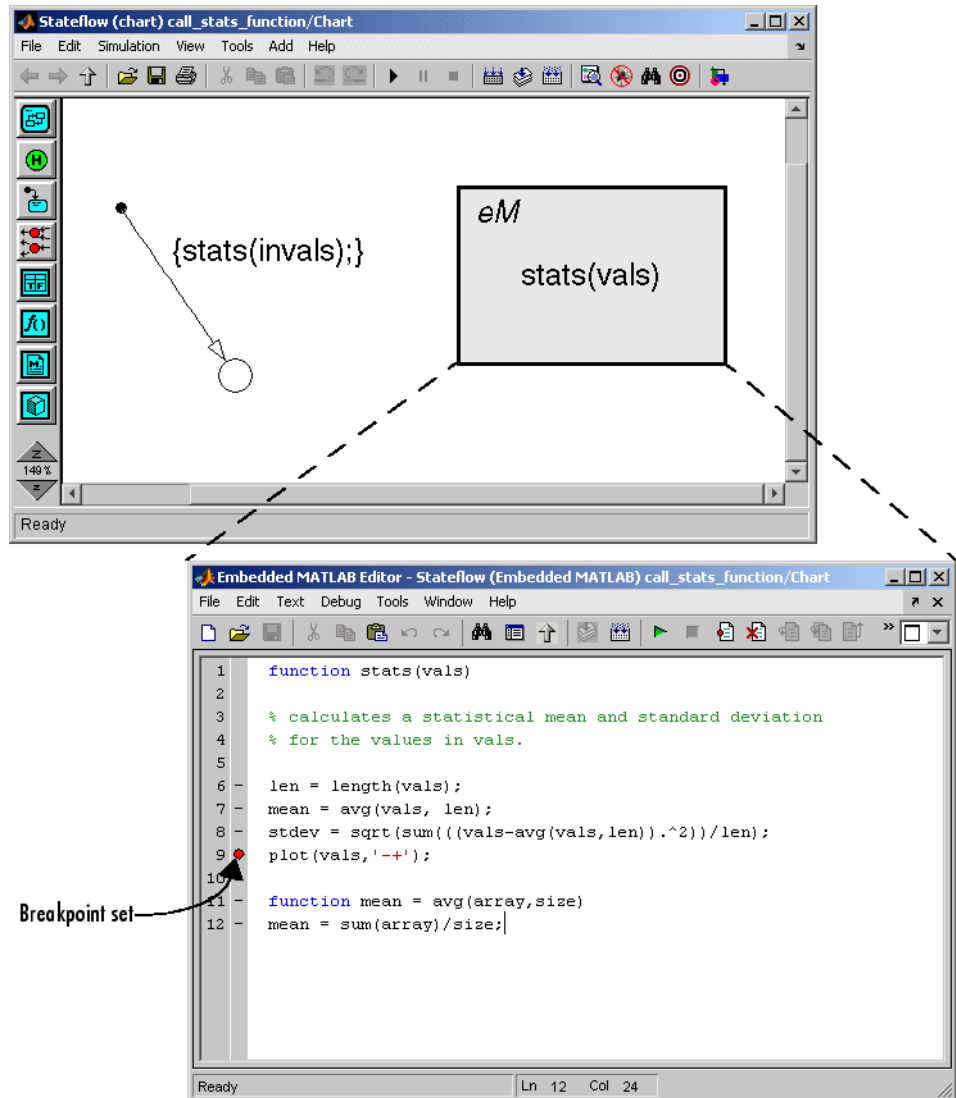 Stateflow (chart) call_stats_function/Chart
File Edit Simulation View Tools Add Help
H
TF
f()
M
Z
149%
Z
{stats(invals);}
eM
stats(vals)
Ready
Embedded MATLAB Editor - Stateflow (Embedded MATLAB) call_stats_function/Chart
File Edit Text Debug Tools Window Help
1 function stats(vals)
2
3 % calculates a statistical mean and standard deviation
4 % for the values in vals.
5
6 - len = length(vals);
7 - mean = avg(vals, len);
8 - stdev = sqrt(sum(((vals-avg(vals,len)).^2))/len);
9 plot(vals,'-+');
10
11 - function mean = avg(array,size)
12 - mean = sum(array)/size;
Breakpoint set
Ready
Ln 12 Col 24